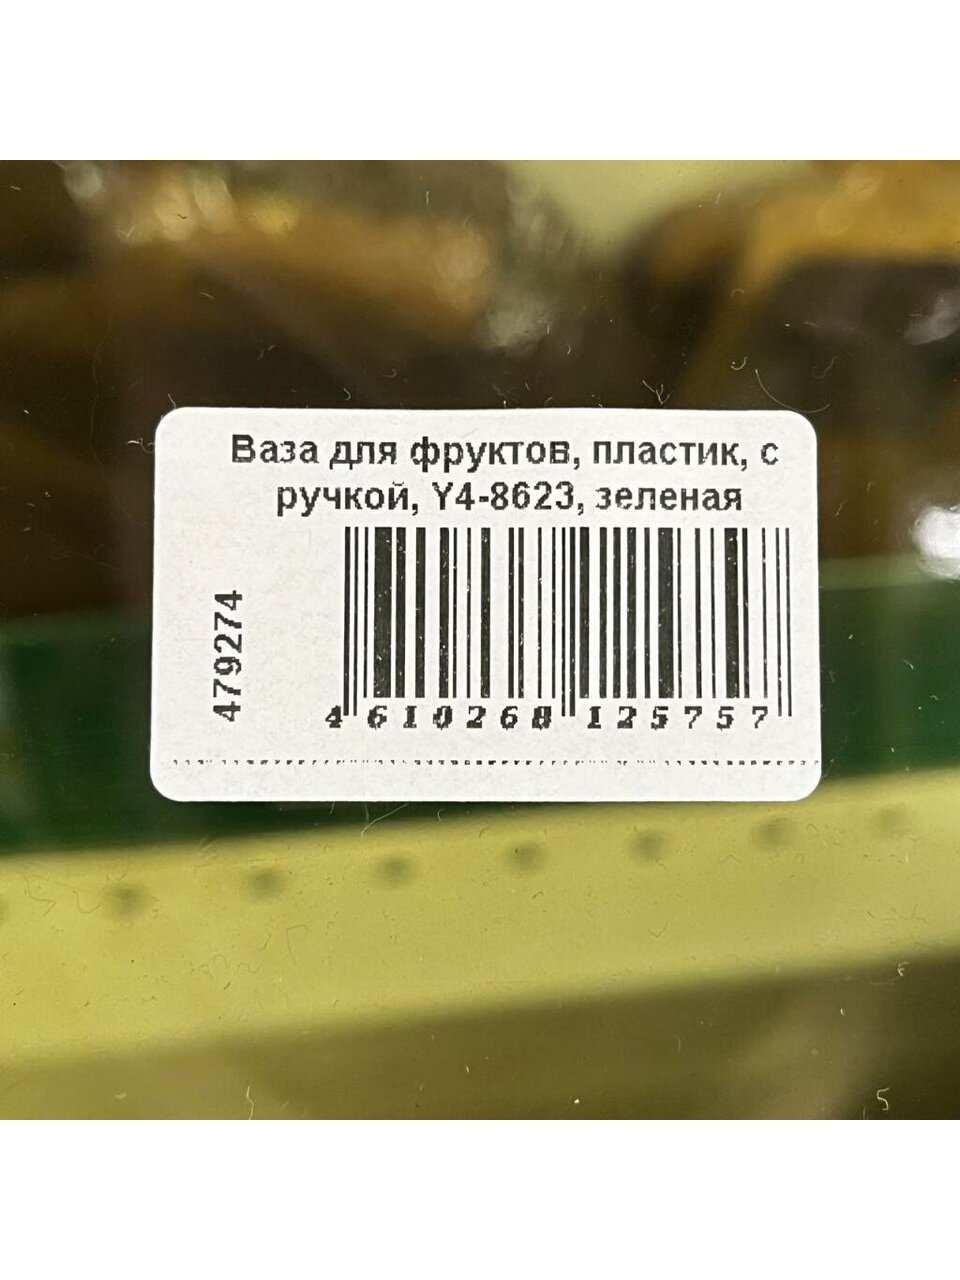 Ваза для фруктов, пластик, с
ручкой, Y4-8623, зеленая
479274
4 610268 125757